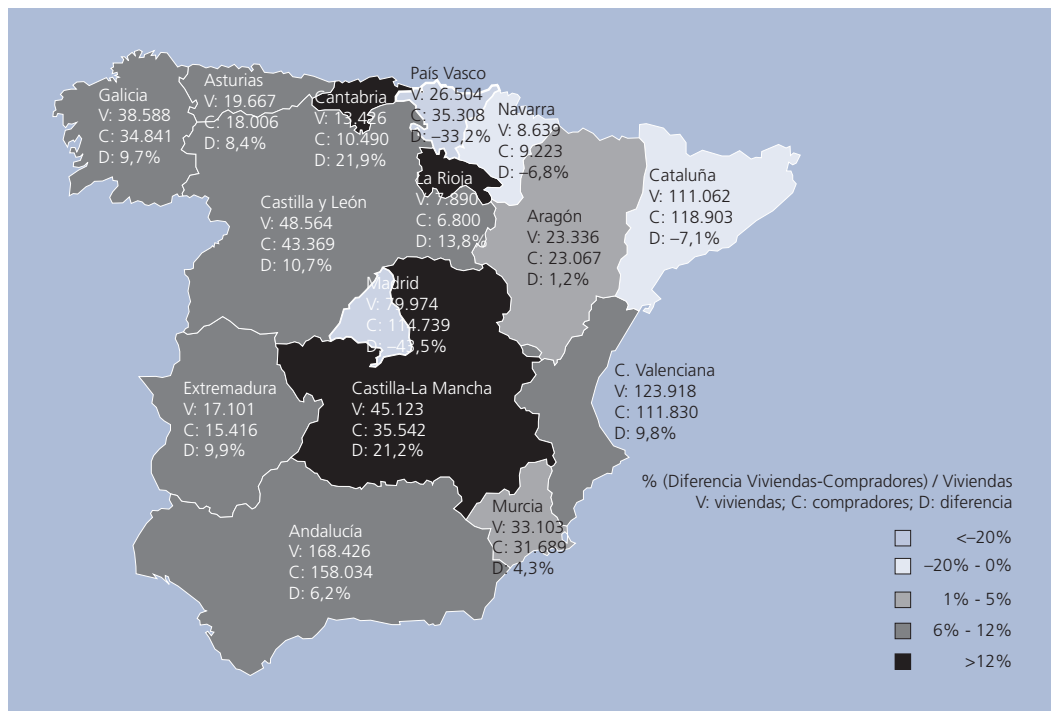 Galicia
V: 38.588
C: 34.841
D: 9,7%
Asturias
V: 19.667
C: 18.006
D: 8,4%
Cantabria
V: 13.426
C: 10.490
D: 21,9%
País Vasco
V: 26.504
C: 35.308
D: –33,2%
Navarra
V: 8.639
C: 9.223
D: –6,8%
La Rioja
V: 7.890
C: 6.800
D: 13,8%
Castilla y León
V: 48.564
C: 43.369
D: 10,7%
Aragón
V: 23.336
C: 23.067
D: 1,2%
Cataluña
V: 111.062
C: 118.903
D: –7,1%
Madrid
V: 79.974
C: 114.739
D: –43,5%
Extremadura
V: 17.101
C: 15.416
D: 9,9%
Castilla-La Mancha
V: 45.123
C: 35.542
D: 21,2%
C. Valenciana
V: 123.918
C: 111.830
D: 9,8%
Andalucía
V: 168.426
C: 158.034
D: 6,2%
Murcia
V: 33.103
C: 31.689
D: 4,3%
% (Diferencia Viviendas-Compradores) / Viviendas
V: viviendas; C: compradores; D: diferencia
<–20%
–20% - 0%
1% - 5%
6% - 12%
>12%